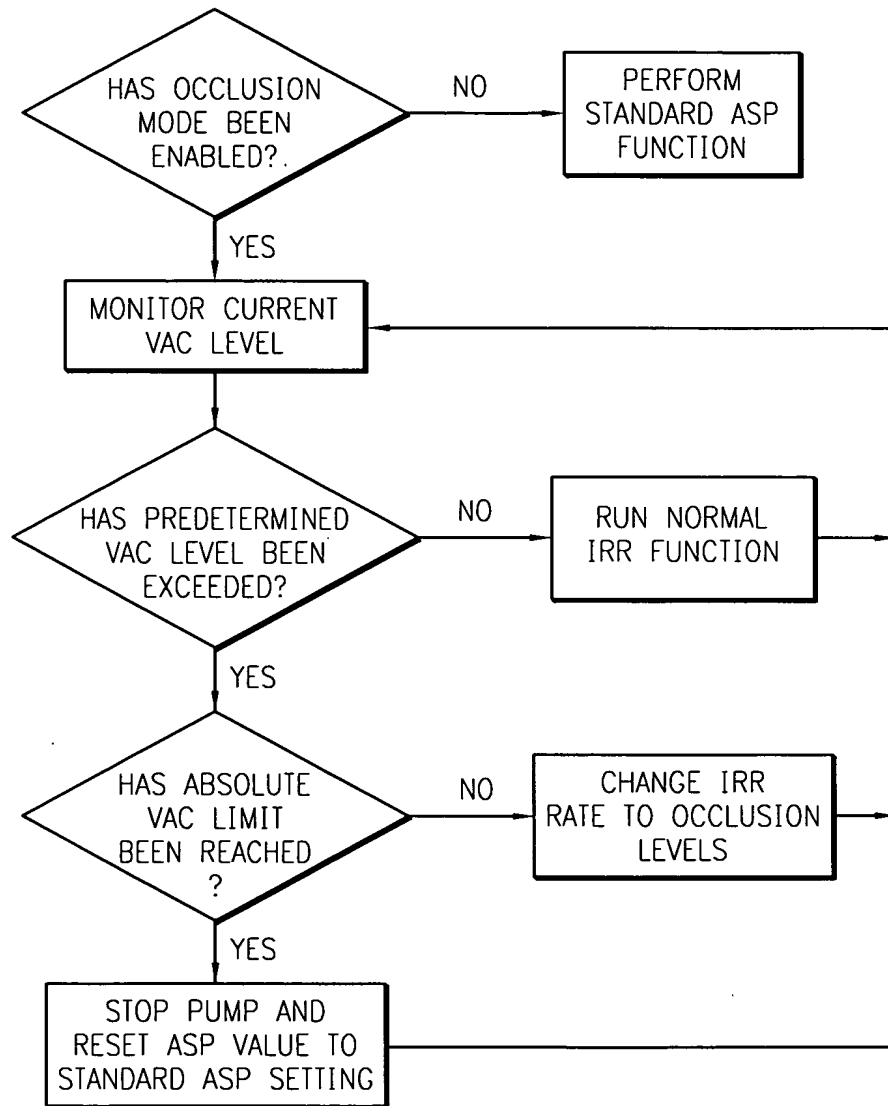 HAS OCCLUSION
MODE BEEN
ENABLED?.
NO
PERFORM
STANDARD ASP
FUNCTION
YES
MONITOR CURRENT
VAC LEVEL
HAS PREDETERMINED
VAC LEVEL BEEN
EXCEEDED?
NO
RUN NORMAL
IRR FUNCTION
YES
HAS ABSOLUTE
VAC LIMIT
BEEN REACHED
?
NO
CHANGE IRR
RATE TO OCCLUSION
LEVELS
YES
STOP PUMP AND
RESET ASP VALUE TO
STANDARD ASP SETTING